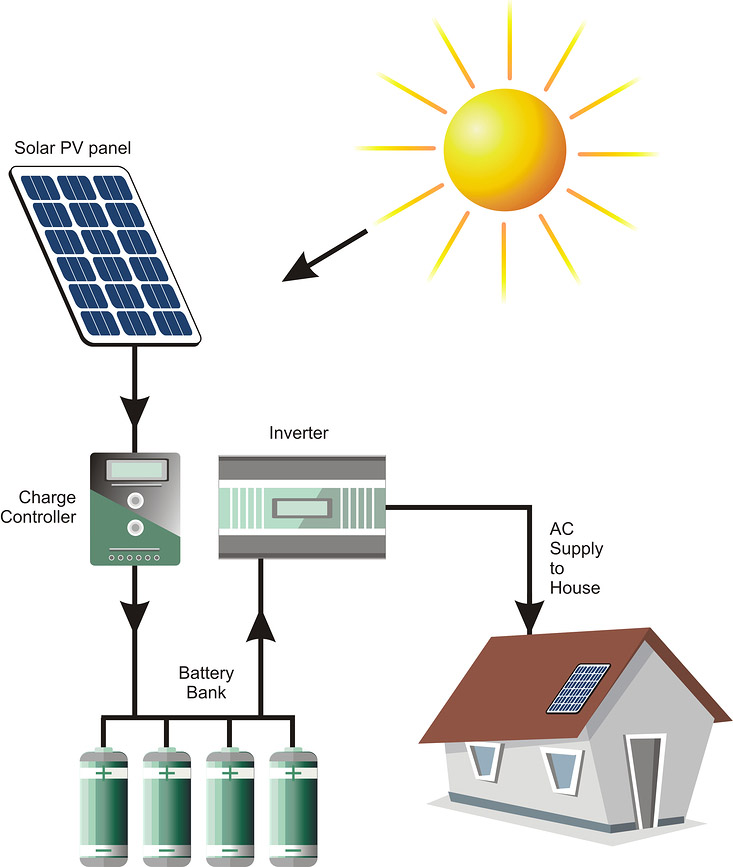 Solar PV panel
Inverter
Charge
Controller
AC
Supply
to
House
Battery
Bank